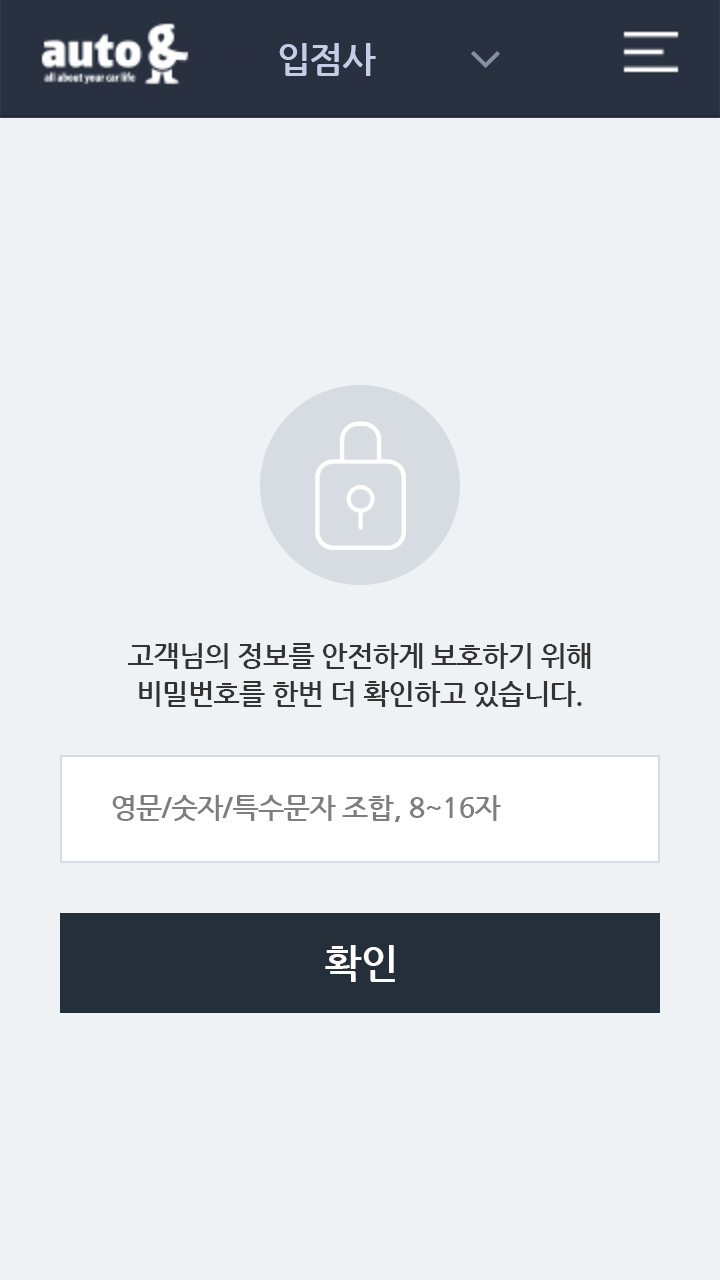 auto &
all about your car life
입점사
고객님의 정보를 안전하게 보호하기 위해
비밀번호를 한번 더 확인하고 있습니다.
영문/숫자/특수문자 조합, 8~16자
확인